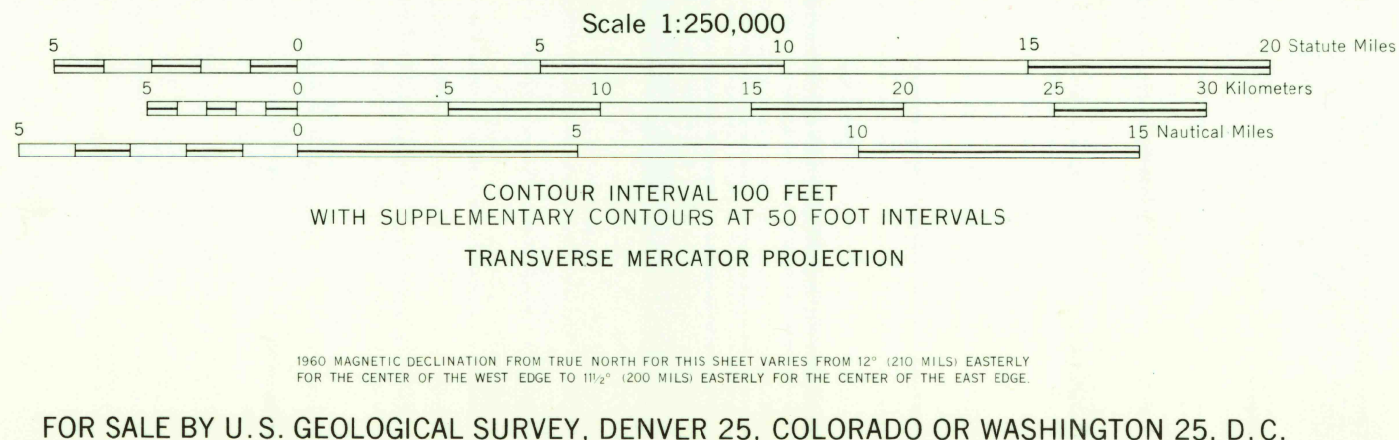 Scale 1:250,000
5 0 5 10 15 20 Statute Miles
5 0 5 10 15 20 25 30 Kilometers
5 0 5 10 15 Nautical Miles
CONTOUR INTERVAL 100 FEET
WITH SUPPLEMENTARY CONTOURS AT 50 FOOT INTERVALS
TRANSVERSE MERCATOR PROJECTION
1960 MAGNETIC DECLINATION FROM TRUE NORTH FOR THIS SHEET VARIES FROM 12° (210 MILS) EASTERLY
FOR THE CENTER OF THE WEST EDGE TO 11½° (200 MILS) EASTERLY FOR THE CENTER OF THE EAST EDGE.
FOR SALE BY U.S. GEOLOGICAL SURVEY, DENVER 25, COLORADO OR WASHINGTON 25, D.C.